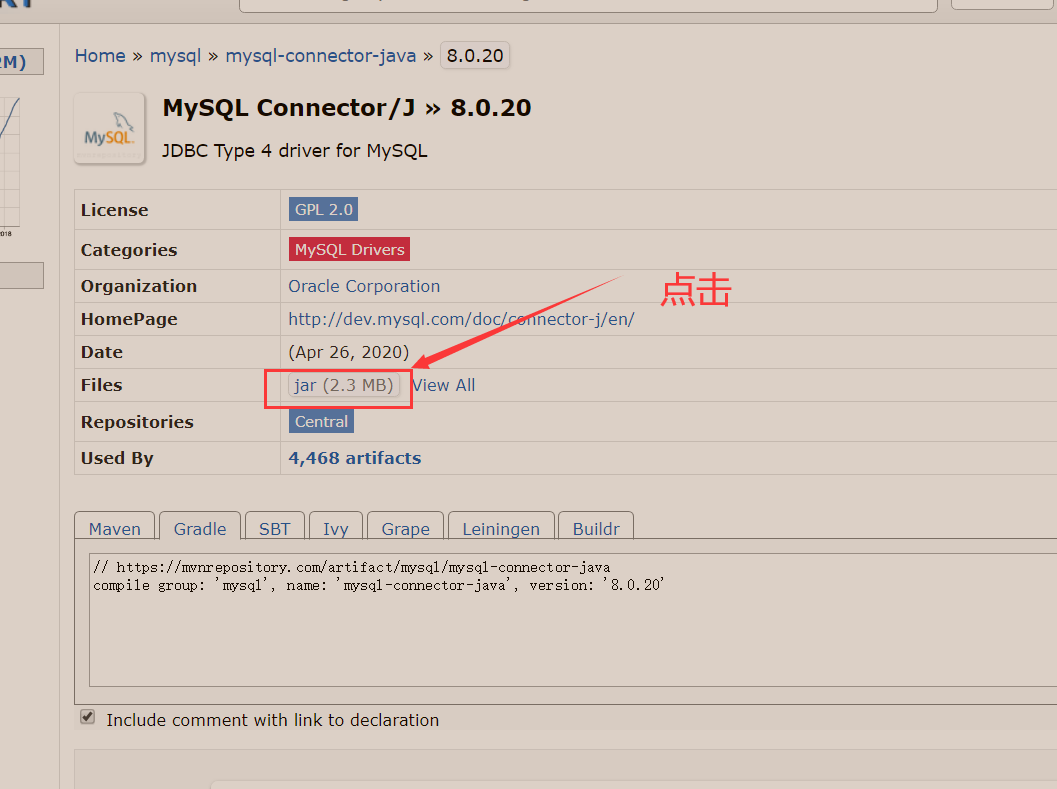 Home » mysql » mysql-connector-java » 8.0.20
MySQL Connector/J » 8.0.20
MySQL
JDBC Type 4 driver for MySQL
License GPL 2.0
Categories MySQL Drivers
Organization Oracle Corporation
HomePage http://dev.mysql.com/doc/connector-j/en/
点击
Date (Apr 26, 2020)
Files jar (2.3 MB) View All
Repositories Central
Used By 4,468 artifacts
Maven Gradle SBT Ivy Grape Leiningen Buildr
// https://mvnrepository.com/artifact/mysql/mysql-connector-java
compile group: 'mysql', name: 'mysql-connector-java', version: '8.0.20'
Include comment with link to declaration